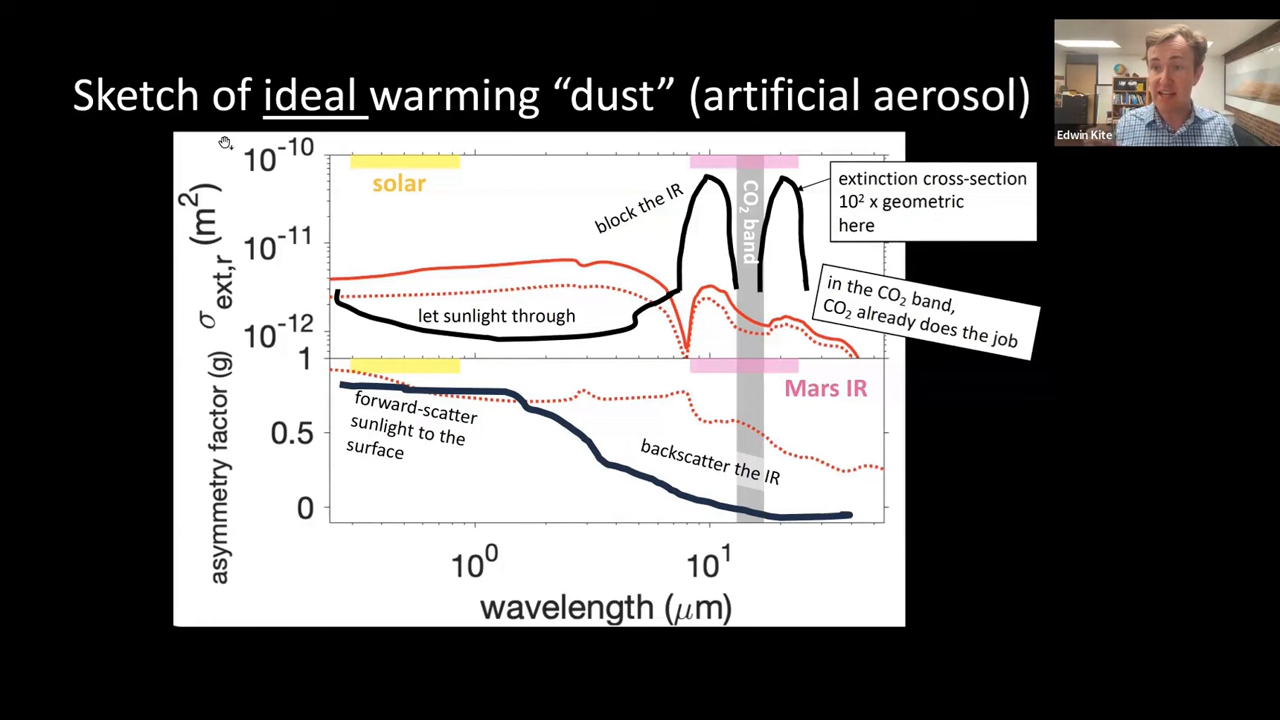 Sketch of ideal warming “dust” (artificial aerosol)
Edwin Kite
10⁻¹⁰
10⁻¹¹
10⁻¹²
σ ext,r (m²)
solar
block the IR
CO₂ band
extinction cross-section
10² x geometric
here
let sunlight through
in the CO₂ band,
CO₂ already does the job
1
0.5
0
asymmetry factor (g)
Mars IR
forward-scatter
sunlight to the
surface
backscatter the IR
10⁰
10¹
wavelength (μm)